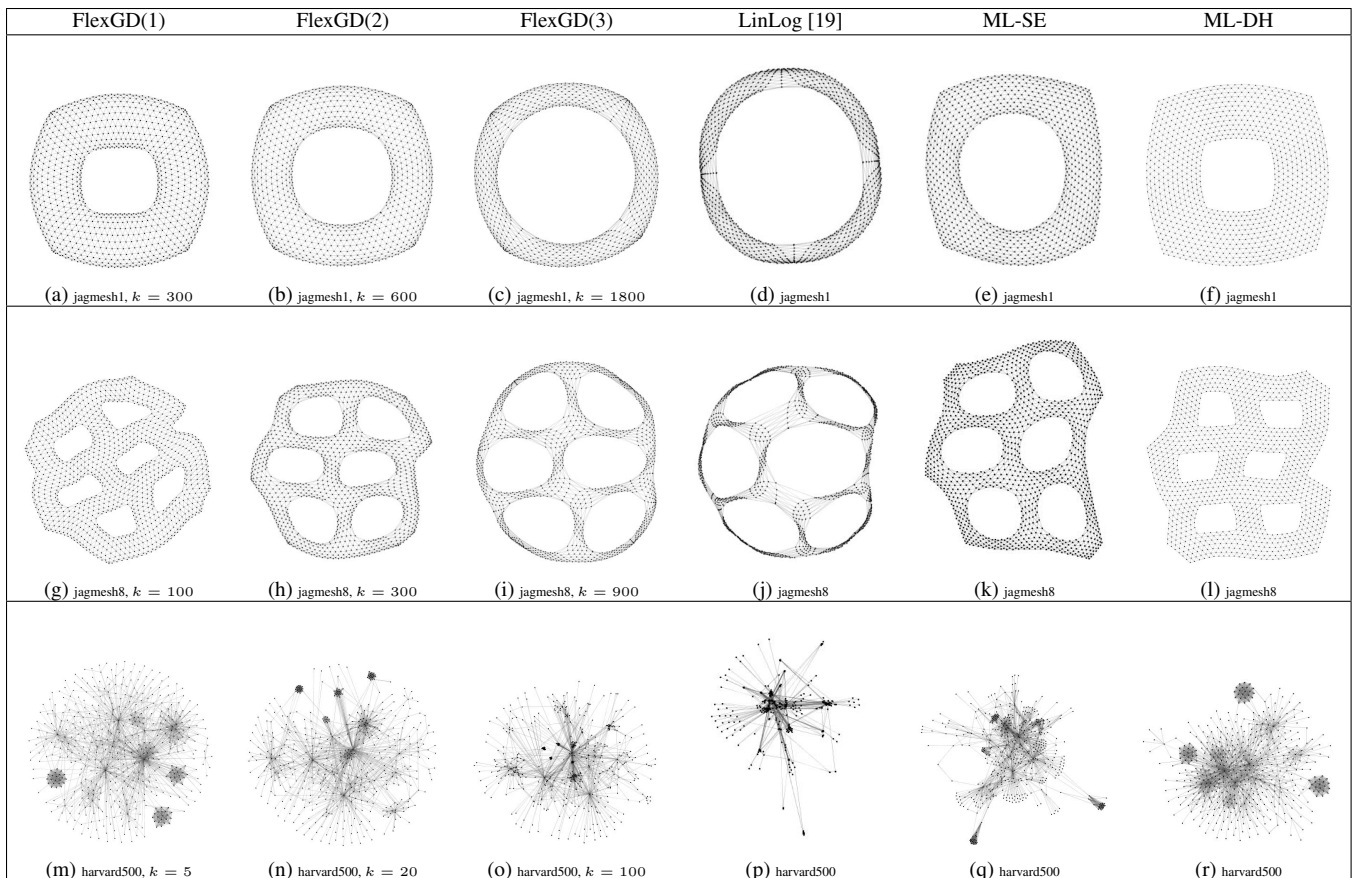 FlexGD(1) FlexGD(2) FlexGD(3) LinLog [19] ML-SE ML-DH
(a) jagmesh1, k = 300 (b) jagmesh1, k = 600 (c) jagmesh1, k = 1800 (d) jagmesh1 (e) jagmesh1 (f) jagmesh1
(g) jagmesh8, k = 100 (h) jagmesh8, k = 300 (i) jagmesh8, k = 900 (j) jagmesh8 (k) jagmesh8 (l) jagmesh8
(m) harvard500, k = 5 (n) harvard500, k = 20 (o) harvard500, k = 100 (p) harvard500 (q) harvard500 (r) harvard500